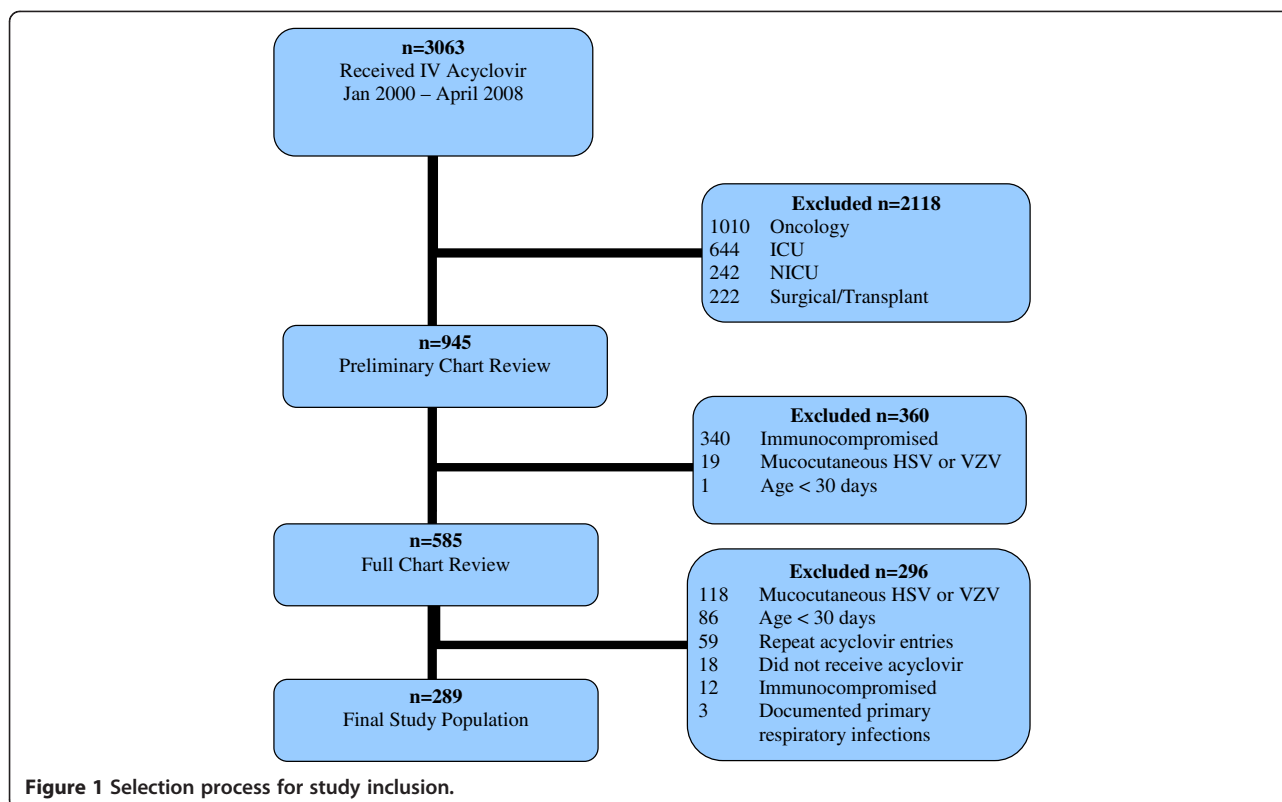 n=3063
Received IV Acyclovir
Jan 2000 – April 2008
Excluded n=2118
1010 Oncology
644 ICU
242 NICU
222 Surgical/Transplant
n=945
Preliminary Chart Review
Excluded n=360
340 Immunocompromised
19 Mucocutaneous HSV or VZV
1 Age < 30 days
n=585
Full Chart Review
Excluded n=296
118 Mucocutaneous HSV or VZV
86 Age < 30 days
59 Repeat acyclovir entries
18 Did not receive acyclovir
12 Immunocompromised
3 Documented primary
respiratory infections
n=289
Final Study Population
Figure 1 Selection process for study inclusion.